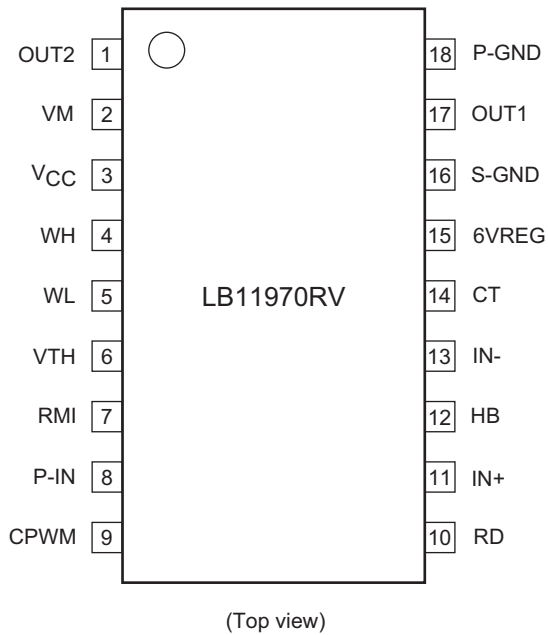 OUT2 1 18 P-GND
VM 2 17 OUT1
VCC 3 16 S-GND
WH 4 15 6VREG
WL 5 LB11970RV 14 CT
VTH 6 13 IN-
RMI 7 12 HB
P-IN 8 11 IN+
CPWM 9 10 RD
(Top view)